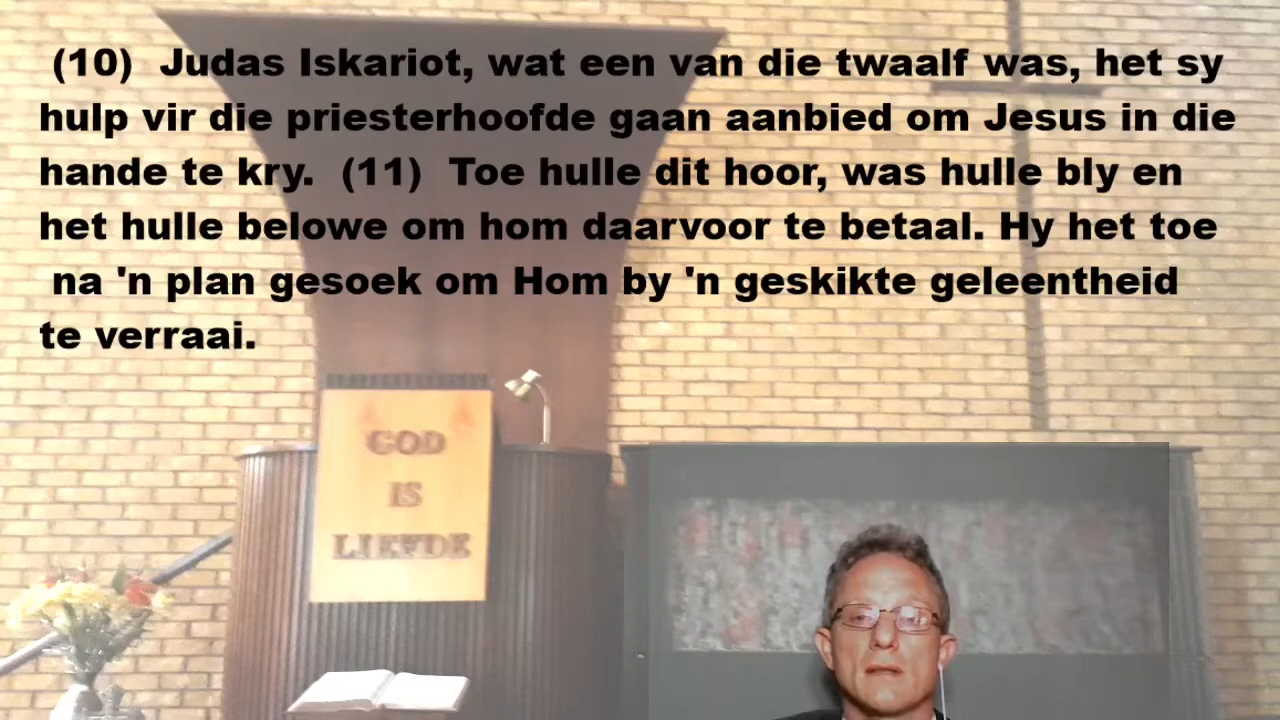 (10) Judas Iskariot, wat een van die twaalf was, het sy
hulp vir die priesterhoofde gaan aanbied om Jesus in die
hande te kry. (11) Toe hulle dit hoor, was hulle bly en
het hulle belowe om hom daarvoor te betaal. Hy het toe
na 'n plan gesoek om Hom by 'n geskikte geleentheid
te verraai.
GOD
IS
LIEFDE